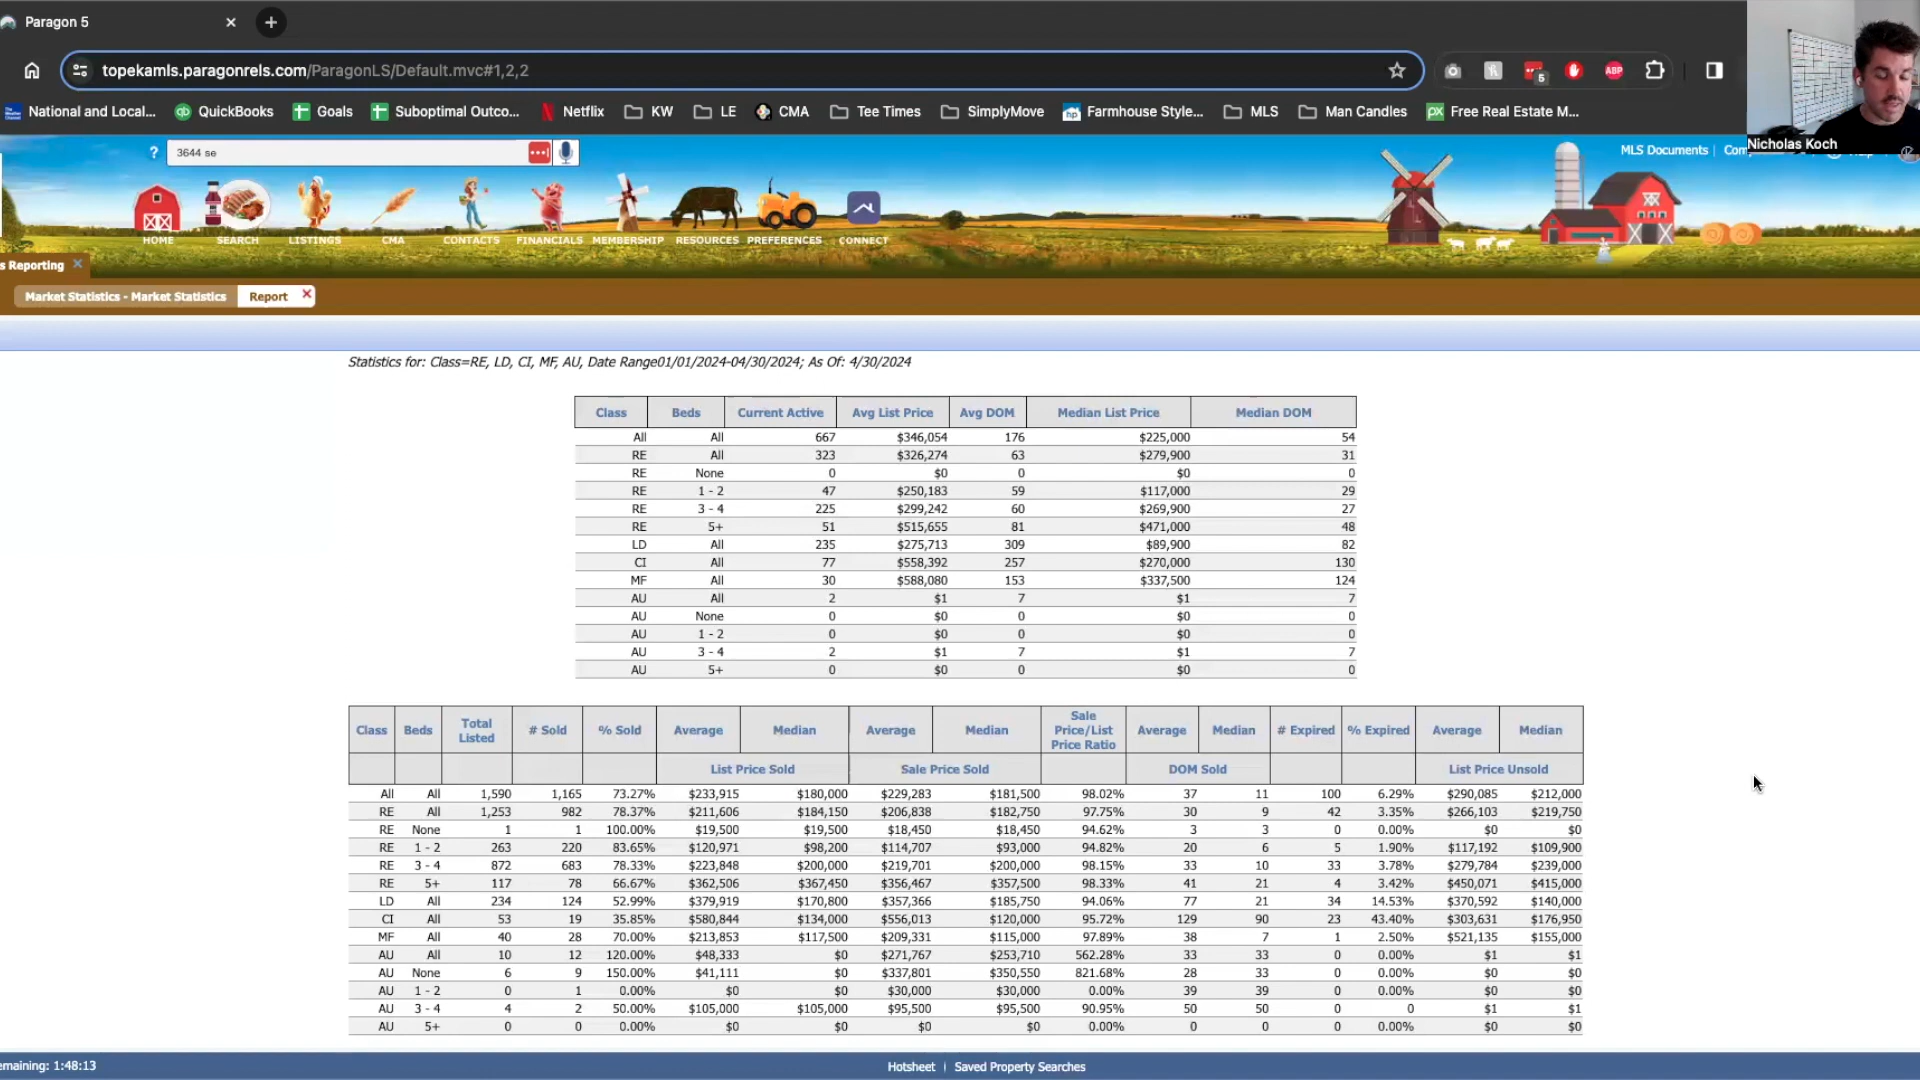 Paragon 5
topekamls.paragonrels.com/ParagonLS/Default.mvc#1,2,2
5
ABP
National and Local...
QuickBooks
Goals
Suboptimal Outco...
Netflix
KW
LE
CMA
Tee Times
SimplyMove
Farmhouse Style...
MLS
Man Candles
Free Real Estate M...
Nicholas Koch
? 3644 se
MLS Documents | Com
HOME SEARCH LISTINGS CMA CONTACTS FINANCIALS MEMBERSHIP RESOURCES PREFERENCES CONNECT
s Reporting
Market Statistics - Market Statistics
Report
Statistics for: Class=RE, LD, CI, MF, AU, Date Range01/01/2024-04/30/2024; As Of: 4/30/2024
Class Beds Current Active Avg List Price Avg DOM Median List Price Median DOM
All All 667 $346,054 176 $225,000 54
RE All 323 $326,274 63 $279,900 31
RE None 0 $0 0 $0 0
RE 1 - 2 47 $250,183 59 $117,000 29
RE 3 - 4 225 $299,242 60 $269,900 27
RE 5+ 51 $515,655 81 $471,000 48
LD All 235 $275,713 309 $89,900 82
CI All 77 $558,392 257 $270,000 130
MF All 30 $588,080 153 $337,500 124
AU All 2 $1 7 $1 7
AU None 0 $0 0 $0 0
AU 1 - 2 0 $0 0 $0 0
AU 3 - 4 2 $1 7 $1 7
AU 5+ 0 $0 0 $0 0
Class Beds Total Listed # Sold % Sold Average Median Average Median Sale Price/List Price Ratio Average Median # Expired % Expired Average Median
List Price Sold Sale Price Sold DOM Sold List Price Unsold
All All 1,590 1,165 73.27% $233,915 $180,000 $229,283 $181,500 98.02% 37 11 100 6.29% $290,085 $212,000
RE All 1,253 982 78.37% $211,606 $184,150 $206,838 $182,750 97.75% 30 9 42 3.35% $266,103 $219,750
RE None 1 1 100.00% $19,500 $19,500 $18,450 $18,450 94.62% 3 3 0 0.00% $0 $0
RE 1 - 2 263 220 83.65% $120,971 $98,200 $114,707 $93,000 94.82% 20 6 5 1.90% $117,192 $109,900
RE 3 - 4 872 683 78.33% $223,848 $200,000 $219,701 $200,000 98.15% 33 10 33 3.78% $279,784 $239,000
RE 5+ 117 78 66.67% $362,506 $367,450 $356,467 $357,500 98.33% 41 21 4 3.42% $450,071 $415,000
LD All 234 124 52.99% $379,919 $170,800 $357,366 $185,750 94.06% 77 21 34 14.53% $370,592 $140,000
CI All 53 19 35.85% $580,844 $134,000 $556,013 $120,000 95.72% 129 90 23 43.40% $303,631 $176,950
MF All 40 28 70.00% $213,853 $117,500 $209,331 $115,000 97.89% 38 7 1 2.50% $521,135 $155,000
AU All 10 12 120.00% $48,333 $0 $271,767 $253,710 562.28% 33 33 0 0.00% $1 $1
AU None 6 9 150.00% $41,111 $0 $337,801 $350,550 821.68% 28 33 0 0.00% $0 $0
AU 1 - 2 0 1 0.00% $0 $0 $30,000 $30,000 0.00% 39 39 0 0.00% $0 $0
AU 3 - 4 4 2 50.00% $105,000 $105,000 $95,500 $95,500 90.95% 50 50 0 0 $1 $1
AU 5+ 0 0 0.00% $0 $0 $0 $0 0.00% 0 0 0 0.00% $0 $0
emaining: 1:48:13
Hotsheet | Saved Property Searches